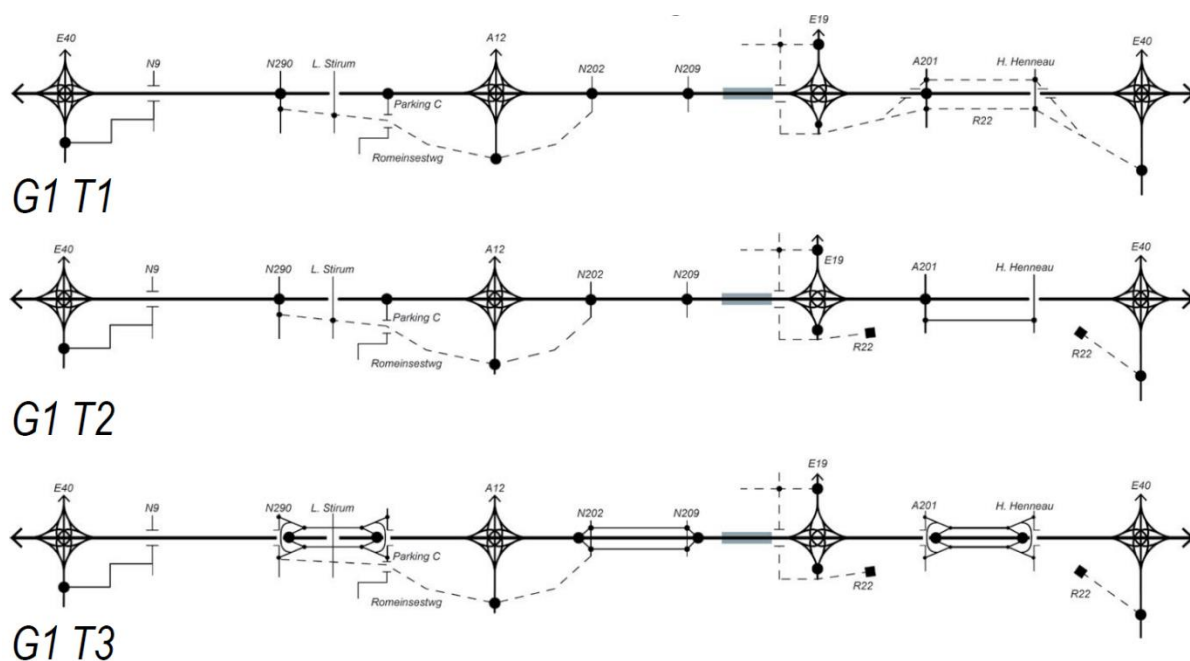 E40 N9 N290 L. Stirum A12 N202 N209 E19 A201 H. Henneau E40
Parking C
R22
Romeinsestwg
G1 T1
E40 N9 N290 L. Stirum A12 N202 N209 E19 A201 H. Henneau E40
Parking C
R22 R22
Romeinsestwg
G1 T2
E40 N9 N290 L. Stirum A12 N202 N209 E19 A201 H. Henneau E40
Parking C
R22 R22
Romeinsestwg
G1 T3